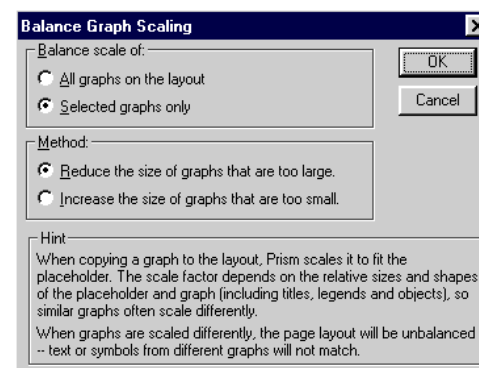 Balance Graph Scaling
Balance scale of:
All graphs on the layout
Selected graphs only
OK
Cancel
Method:
Reduce the size of graphs that are too large.
Increase the size of graphs that are too small.
Hint
When copying a graph to the layout, Prism scales it to fit the
placeholder. The scale factor depends on the relative sizes and shapes
of the placeholder and graph (including titles, legends and objects), so
similar graphs often scale differently.
When graphs are scaled differently, the page layout will be unbalanced
-- text or symbols from different graphs will not match.